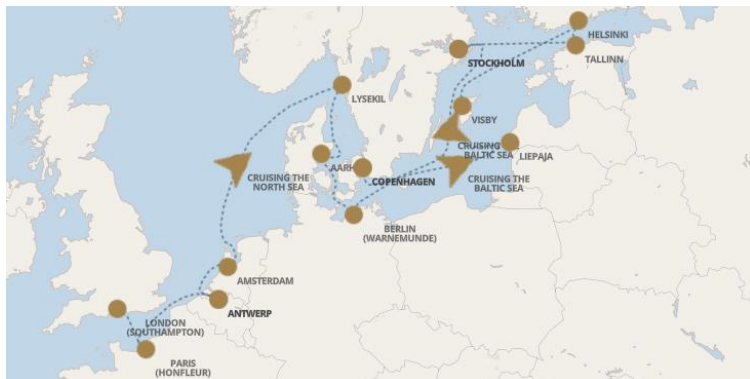 HELSINKI
STOCKHOLM
TALLINN
LYSEKIL
VISBY
CRUISING
BALTIC SEA
LIEPAJA
CRUISING THE
NORTH SEA
COPENHAGEN
CRUISING THE
BALTIC SEA
BERLIN
(WARNEMUNDE)
AMSTERDAM
ANTWERP
LONDON
(SOUTHAMPTON)
PARIS
(HONFLEUR)